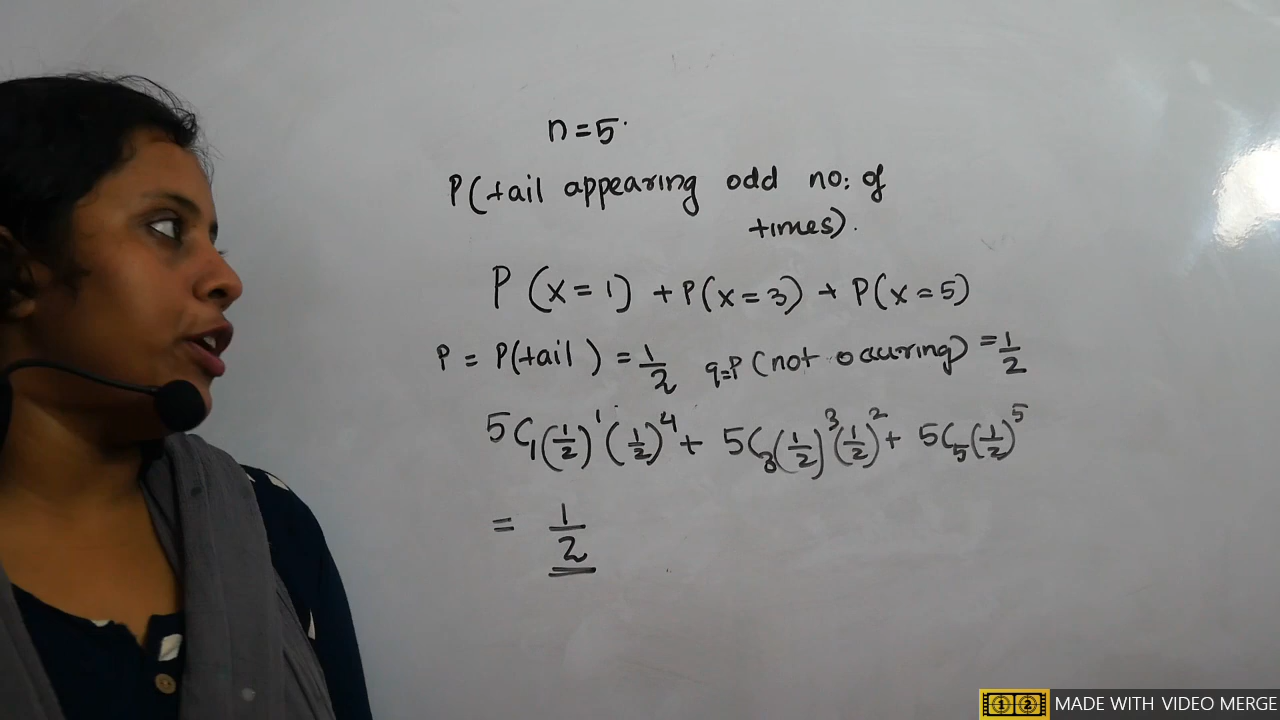 n=5.
P(tail appearing odd no: of
times).
P(x=1) + P(x=3) + P(x=5)
P = P(tail) = 1/2 q=P(not occuring) = 1/2
5C₁(1/2)¹(1/2)⁴ + 5C₃(1/2)³(1/2)² + 5C₅(1/2)⁵
= 1/2
MADE WITH VIDEO MERGE